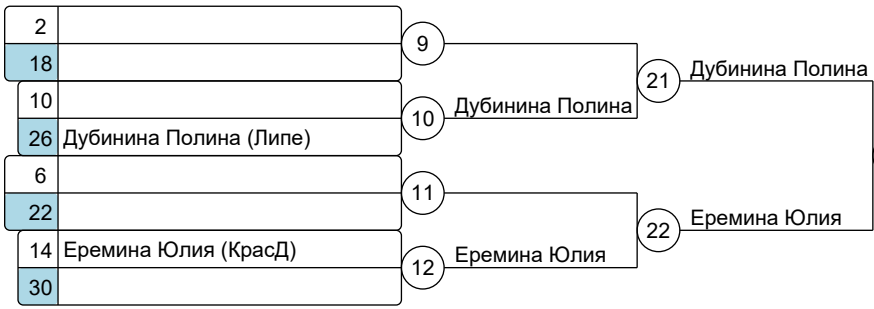 2
9
18
21 Дубинина Полина
10
10 Дубинина Полина
26 Дубинина Полина (Липе)
6
11
22
22 Еремина Юлия
14 Еремина Юлия (КрасД)
12 Еремина Юлия
30